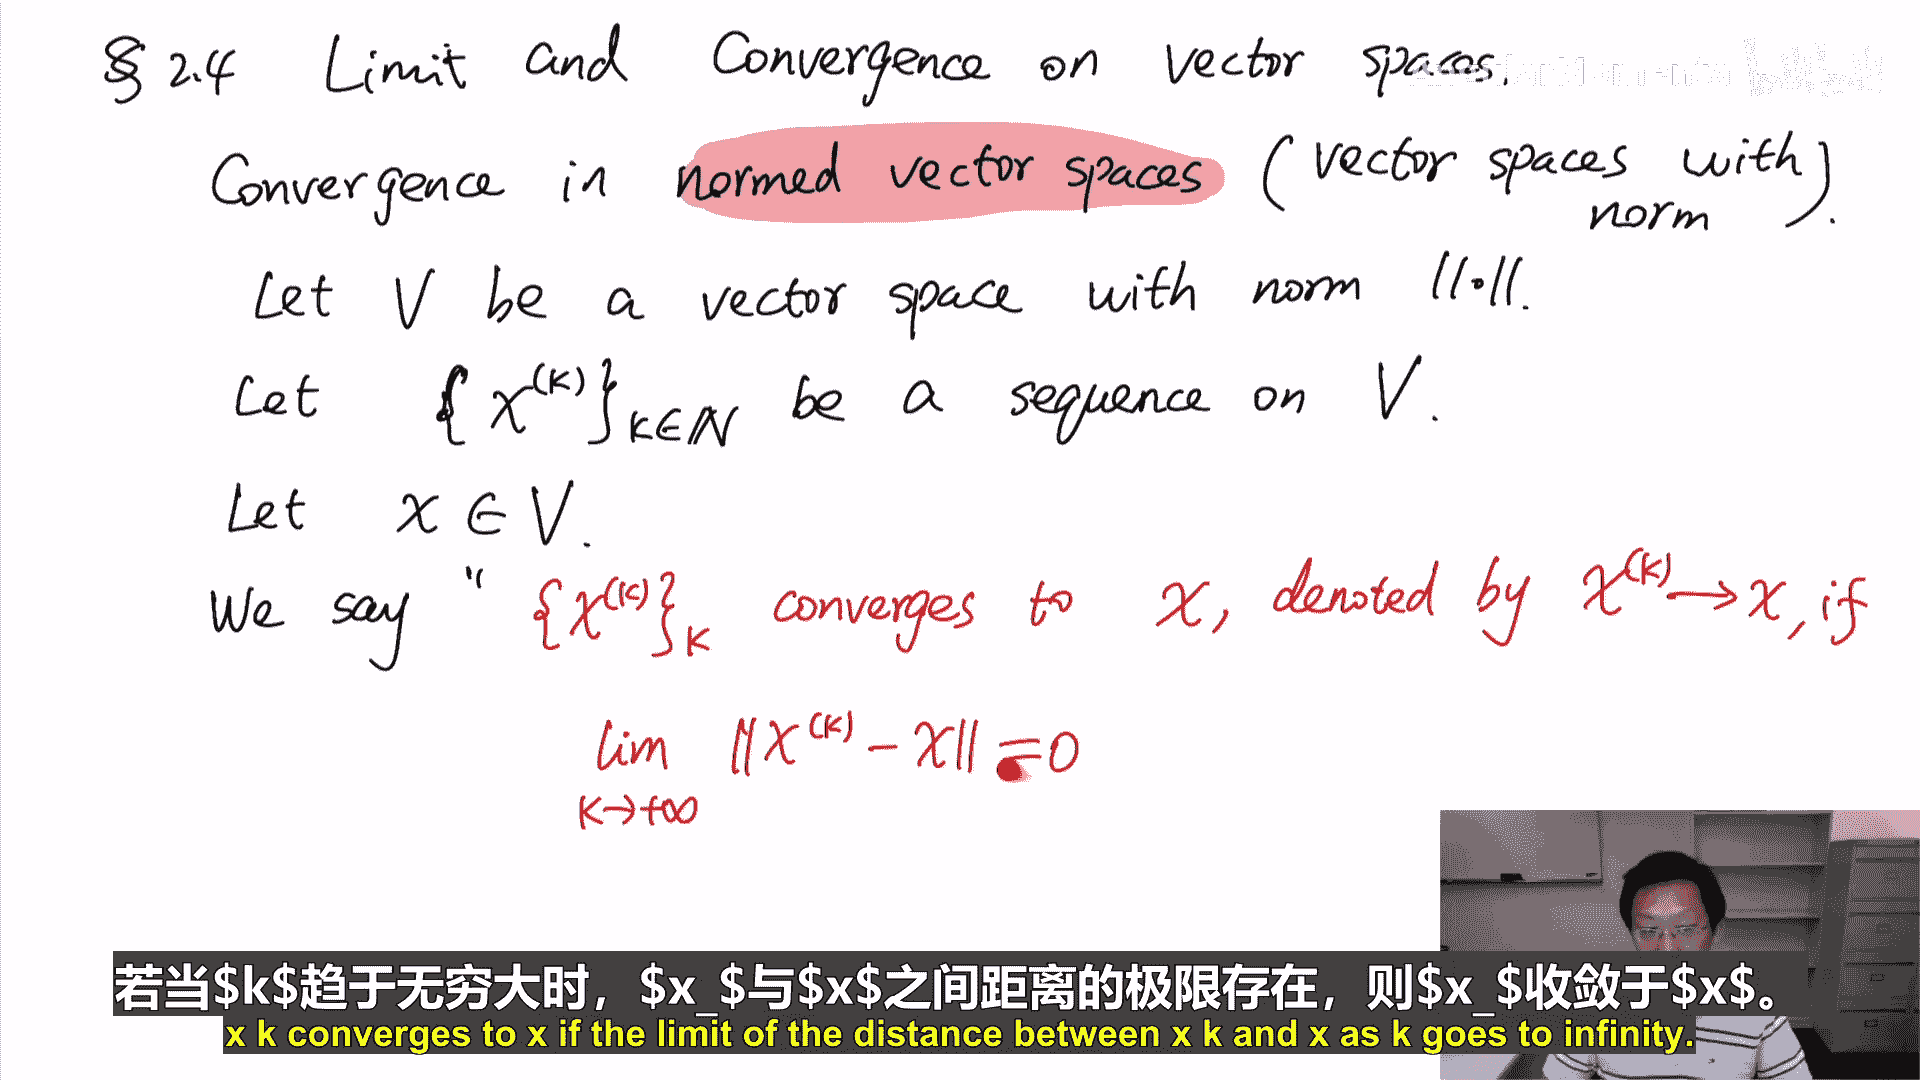 § 2.4 Limit and Convergence on vector spaces.
Convergence in normed vector spaces (vector spaces with norm).
Let V be a vector space with norm ||·||.
Let {x^(k)}_{k∈ℕ} be a sequence on V.
Let x ∈ V.
We say " {x^(k)}_k converges to x, denoted by x^(k) → x, if
lim_{k→+∞} ||x^(k) - x|| = 0
若当$k$趋于无穷大时，$x_$与$x$之间距离的极限存在，则$x_$收敛于$x$。
x k converges to x if the limit of the distance between x k and x as k goes to infinity.